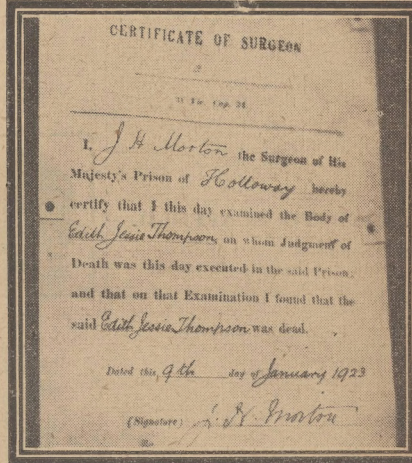 CERTIFICATE OF SURGEON
31 Vic. Cap. 24
I, J H Morton the Surgeon of His
Majesty's Prison of Holloway hereby
certify that I this day examined the Body of
Edith Jessie Thompson, on whom Judgment of
Death was this day executed in the said Prison;
and that on that Examination I found that the
said Edith Jessie Thompson was dead.
Dated this, 9th day of January 1923
(Signature) J. H. Morton